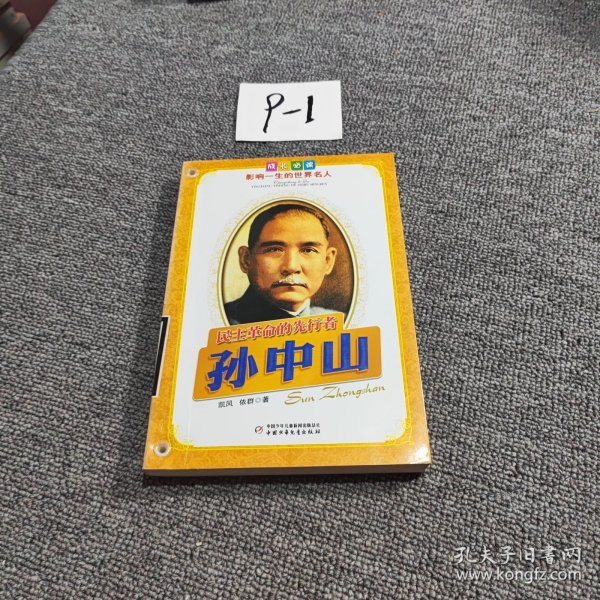 P-1
成长必读
影响一生的世界名人
民主革命的先行者
孙中山
Sun Zhongshan
凯风 依群◎著
中国少年儿童新闻出版总社
中国少年儿童出版社
孔夫子旧书网
www.kongfz.com